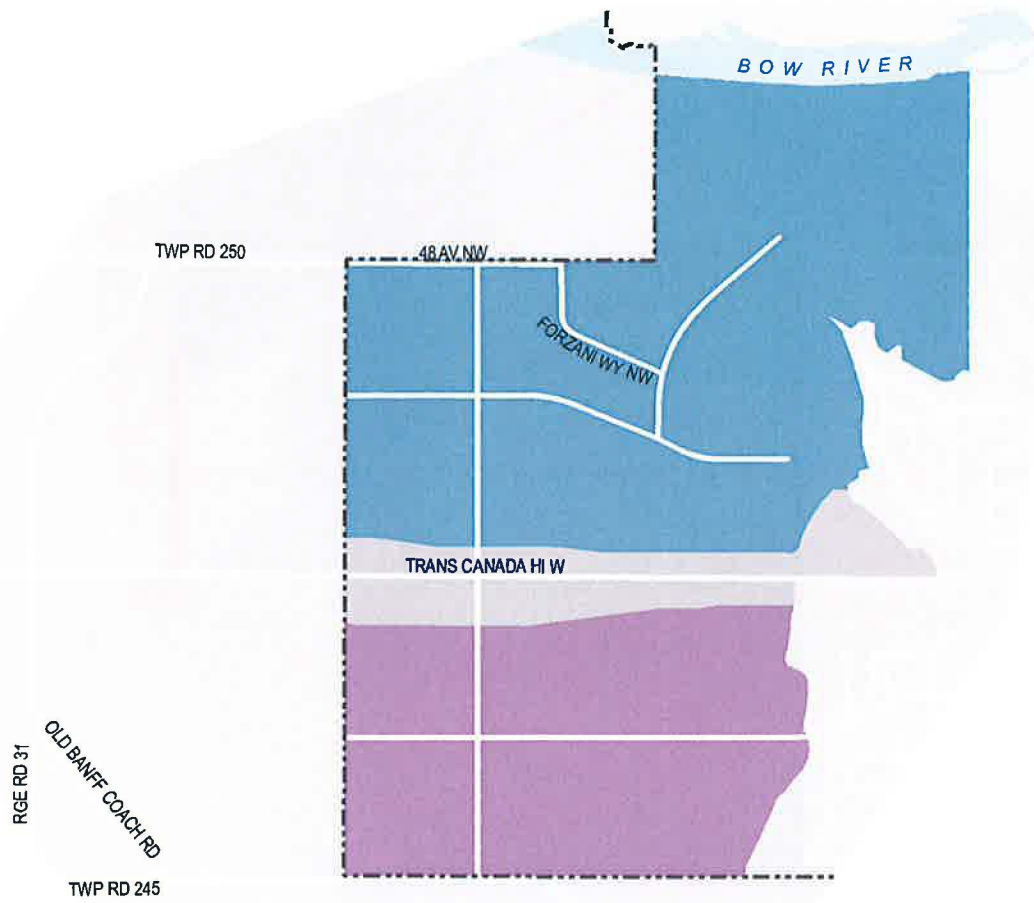 BOW RIVER
TWP RD 250
48 AV NW
FORZANI WY NW
TRANS CANADA HI W
OLD BANFF COACH RD
RGE RD 31
TWP RD 245